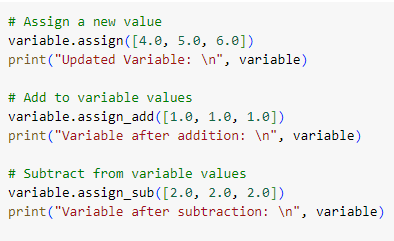 # Assign a new value
variable.assign([4.0, 5.0, 6.0])
print("Updated Variable: \n", variable)
# Add to variable values
variable.assign_add([1.0, 1.0, 1.0])
print("Variable after addition: \n", variable)
# Subtract from variable values
variable.assign_sub([2.0, 2.0, 2.0])
print("Variable after subtraction: \n", variable)